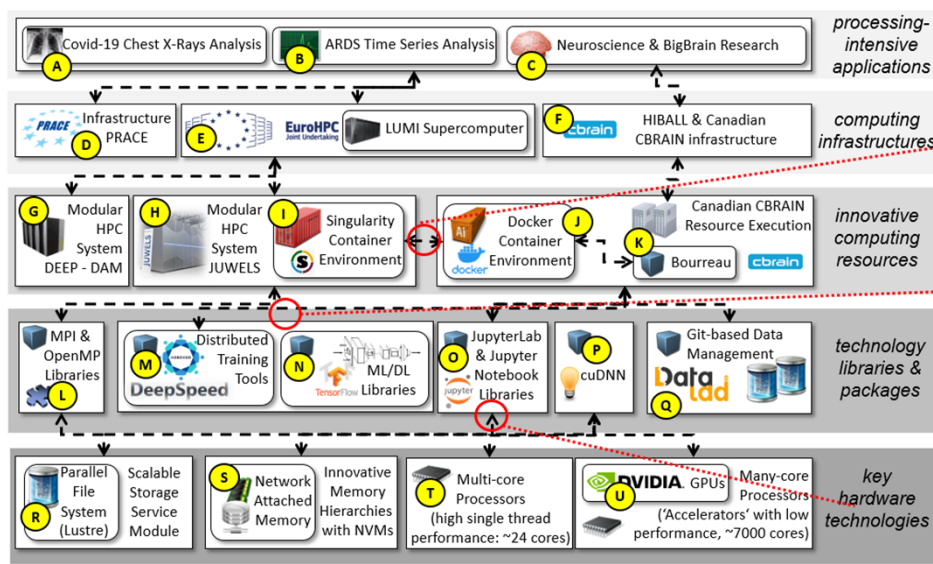 Covid-19 Chest X-Rays Analysis
A
ARDS Time Series Analysis
B
Neuroscience & BigBrain Research
C
processing-
intensive
applications
PRACE
Infrastructure
PRACE
D
E
EuroHPC
Joint Undertaking
LUMI Supercomputer
F
cbrain
HIBALL & Canadian
CBRAIN infrastructure
computing
infrastructures
G
Modular
HPC
System
DEEP - DAM
H
JUWELS
Modular
HPC
System
JUWELS
I
Singularity
Container
Environment
S
Ai
docker
Docker
Container
Environment
J
Canadian CBRAIN
Resource Execution
K
Bourreau
cbrain
innovative
computing
resources
MPI &
OpenMP
Libraries
L
M
Distributed
Training
Tools
HOROVOD
DeepSpeed
N
ML/DL
Libraries
TensorFlow
O
JupyterLab
& Jupyter
Notebook
Libraries
jupyter
P
cuDNN
Git-based Data
Management
Data
lad
Q
technology
libraries &
packages
R
Parallel
File
System
(Lustre)
Scalable
Storage
Service
Module
S
Network
Attached
Memory
Innovative
Memory
Hierarchies
with NVMs
T
Multi-core
Processors
(high single thread
performance: ~24 cores)
NVIDIA. GPUs
U
Many-core
Processors
(‘Accelerators‘ with low
performance, ~7000 cores)
key
hardware
technologies